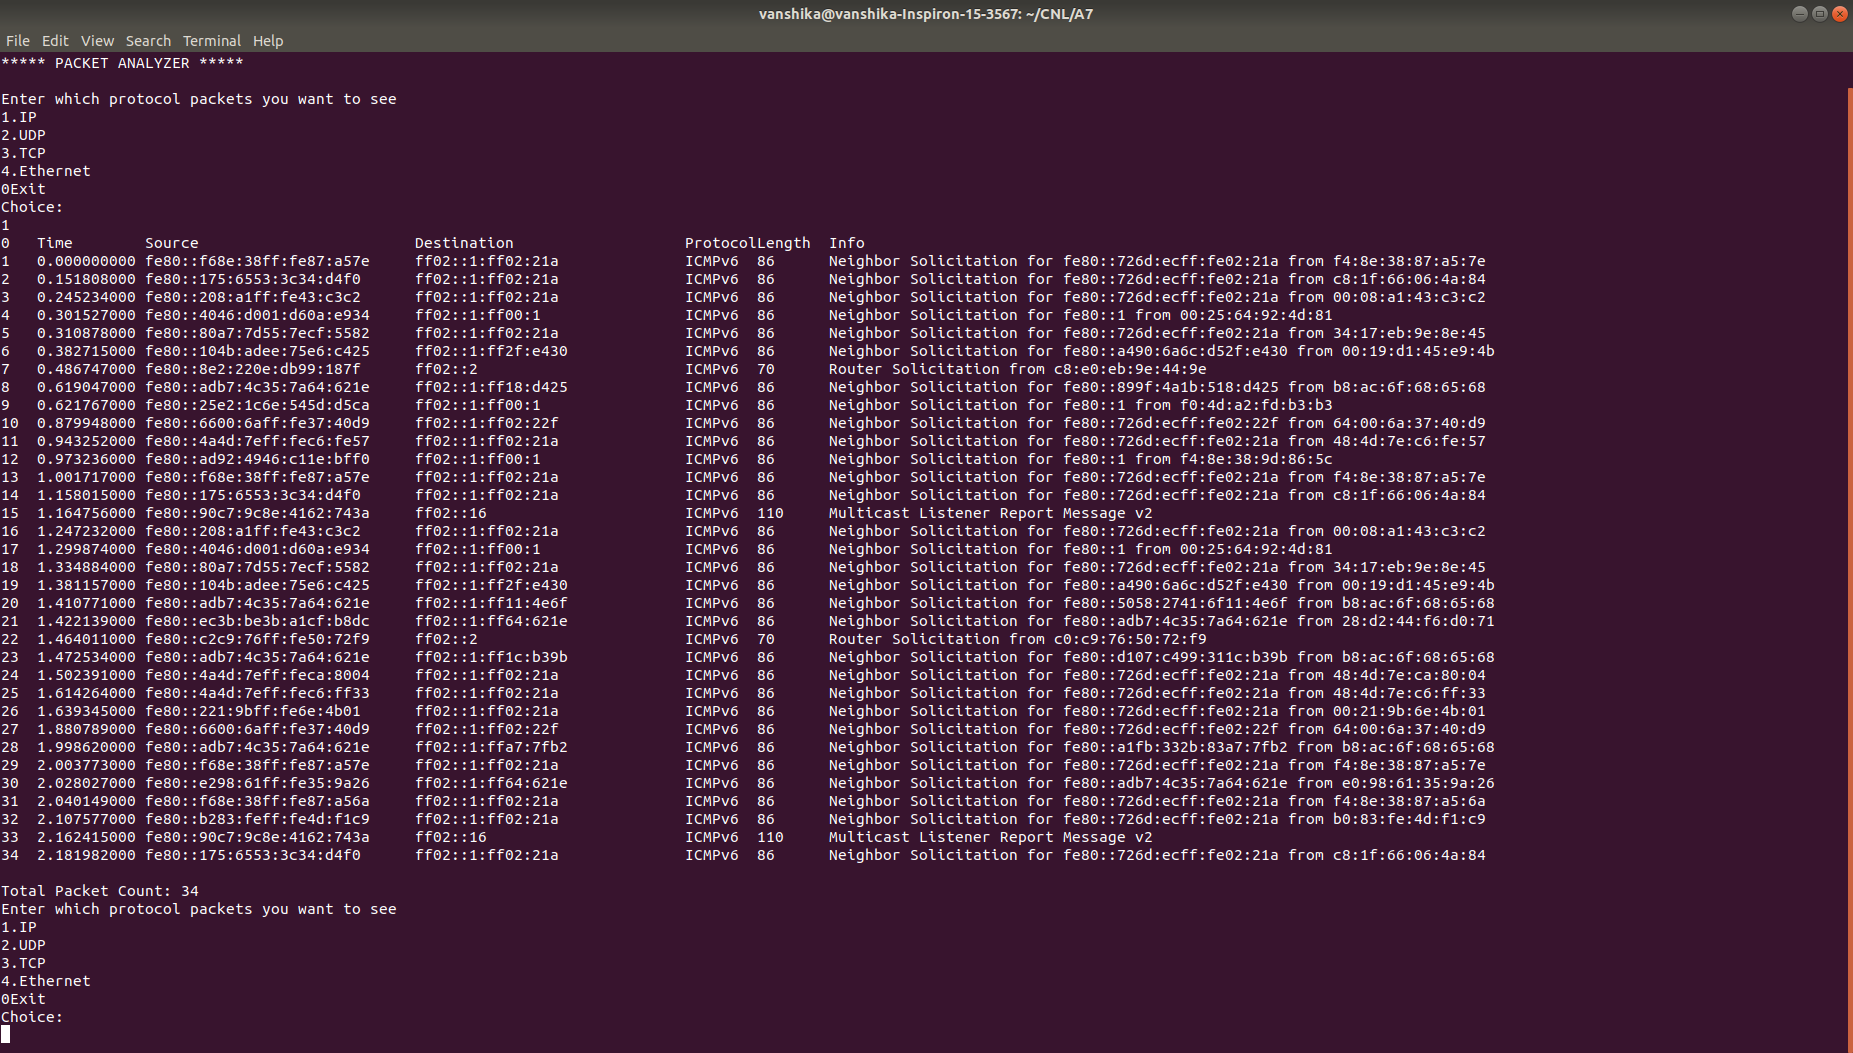 vanshika@vanshika-Inspiron-15-3567: ~/CNL/A7
File Edit View Search Terminal Help
***** PACKET ANALYZER *****
Enter which protocol packets you want to see
1.IP
2.UDP
3.TCP
4.Ethernet
0Exit
Choice:
1
0 Time Source Destination ProtocolLength Info
1 0.000000000 fe80::f68e:38ff:fe87:a57e ff02::1:ff02:21a ICMPv6 86 Neighbor Solicitation for fe80::726d:ecff:fe02:21a from f4:8e:38:87:a5:7e
2 0.151808000 fe80::175:6553:3c34:d4f0 ff02::1:ff02:21a ICMPv6 86 Neighbor Solicitation for fe80::726d:ecff:fe02:21a from c8:1f:66:06:4a:84
3 0.245234000 fe80::208:a1ff:fe43:c3c2 ff02::1:ff02:21a ICMPv6 86 Neighbor Solicitation for fe80::726d:ecff:fe02:21a from 00:08:a1:43:c3:c2
4 0.301527000 fe80::4046:d001:d60a:e934 ff02::1:ff00:1 ICMPv6 86 Neighbor Solicitation for fe80::1 from 00:25:64:92:4d:81
5 0.310878000 fe80::80a7:7d55:7ecf:5582 ff02::1:ff02:21a ICMPv6 86 Neighbor Solicitation for fe80::726d:ecff:fe02:21a from 34:17:eb:9e:8e:45
6 0.382715000 fe80::104b:adee:75e6:c425 ff02::1:ff2f:e430 ICMPv6 86 Neighbor Solicitation for fe80::a490:6a6c:d52f:e430 from 00:19:d1:45:e9:4b
7 0.486747000 fe80::8e2:220e:db99:187f ff02::2 ICMPv6 70 Router Solicitation from c8:e0:eb:9e:44:9e
8 0.619047000 fe80::adb7:4c35:7a64:621e ff02::1:ff18:d425 ICMPv6 86 Neighbor Solicitation for fe80::899f:4a1b:518:d425 from b8:ac:6f:68:65:68
9 0.621767000 fe80::25e2:1c6e:545d:d5ca ff02::1:ff00:1 ICMPv6 86 Neighbor Solicitation for fe80::1 from f0:4d:a2:fd:b3:b3
10 0.879948000 fe80::6600:6aff:fe37:40d9 ff02::1:ff02:22f ICMPv6 86 Neighbor Solicitation for fe80::726d:ecff:fe02:22f from 64:00:6a:37:40:d9
11 0.943252000 fe80::4a4d:7eff:fec6:fe57 ff02::1:ff02:21a ICMPv6 86 Neighbor Solicitation for fe80::726d:ecff:fe02:21a from 48:4d:7e:c6:fe:57
12 0.973236000 fe80::ad92:4946:c11e:bff0 ff02::1:ff00:1 ICMPv6 86 Neighbor Solicitation for fe80::1 from f4:8e:38:9d:86:5c
13 1.001717000 fe80::f68e:38ff:fe87:a57e ff02::1:ff02:21a ICMPv6 86 Neighbor Solicitation for fe80::726d:ecff:fe02:21a from f4:8e:38:87:a5:7e
14 1.158015000 fe80::175:6553:3c34:d4f0 ff02::1:ff02:21a ICMPv6 86 Neighbor Solicitation for fe80::726d:ecff:fe02:21a from c8:1f:66:06:4a:84
15 1.164756000 fe80::90c7:9c8e:4162:743a ff02::16 ICMPv6 110 Multicast Listener Report Message v2
16 1.247232000 fe80::208:a1ff:fe43:c3c2 ff02::1:ff02:21a ICMPv6 86 Neighbor Solicitation for fe80::726d:ecff:fe02:21a from 00:08:a1:43:c3:c2
17 1.299874000 fe80::4046:d001:d60a:e934 ff02::1:ff00:1 ICMPv6 86 Neighbor Solicitation for fe80::1 from 00:25:64:92:4d:81
18 1.334884000 fe80::80a7:7d55:7ecf:5582 ff02::1:ff02:21a ICMPv6 86 Neighbor Solicitation for fe80::726d:ecff:fe02:21a from 34:17:eb:9e:8e:45
19 1.381157000 fe80::104b:adee:75e6:c425 ff02::1:ff2f:e430 ICMPv6 86 Neighbor Solicitation for fe80::a490:6a6c:d52f:e430 from 00:19:d1:45:e9:4b
20 1.410771000 fe80::adb7:4c35:7a64:621e ff02::1:ff11:4e6f ICMPv6 86 Neighbor Solicitation for fe80::5058:2741:6f11:4e6f from b8:ac:6f:68:65:68
21 1.422139000 fe80::ec3b:be3b:a1cf:b8dc ff02::1:ff64:621e ICMPv6 86 Neighbor Solicitation for fe80::adb7:4c35:7a64:621e from 28:d2:44:f6:d0:71
22 1.464011000 fe80::c2c9:76ff:fe50:72f9 ff02::2 ICMPv6 70 Router Solicitation from c0:c9:76:50:72:f9
23 1.472534000 fe80::adb7:4c35:7a64:621e ff02::1:ff1c:b39b ICMPv6 86 Neighbor Solicitation for fe80::d107:c499:311c:b39b from b8:ac:6f:68:65:68
24 1.502391000 fe80::4a4d:7eff:feca:8004 ff02::1:ff02:21a ICMPv6 86 Neighbor Solicitation for fe80::726d:ecff:fe02:21a from 48:4d:7e:ca:80:04
25 1.614264000 fe80::4a4d:7eff:fec6:ff33 ff02::1:ff02:21a ICMPv6 86 Neighbor Solicitation for fe80::726d:ecff:fe02:21a from 48:4d:7e:c6:ff:33
26 1.639345000 fe80::221:9bff:fe6e:4b01 ff02::1:ff02:21a ICMPv6 86 Neighbor Solicitation for fe80::726d:ecff:fe02:21a from 00:21:9b:6e:4b:01
27 1.880789000 fe80::6600:6aff:fe37:40d9 ff02::1:ff02:22f ICMPv6 86 Neighbor Solicitation for fe80::726d:ecff:fe02:22f from 64:00:6a:37:40:d9
28 1.998620000 fe80::adb7:4c35:7a64:621e ff02::1:ffa7:7fb2 ICMPv6 86 Neighbor Solicitation for fe80::a1fb:332b:83a7:7fb2 from b8:ac:6f:68:65:68
29 2.003773000 fe80::f68e:38ff:fe87:a57e ff02::1:ff02:21a ICMPv6 86 Neighbor Solicitation for fe80::726d:ecff:fe02:21a from f4:8e:38:87:a5:7e
30 2.028027000 fe80::e298:61ff:fe35:9a26 ff02::1:ff64:621e ICMPv6 86 Neighbor Solicitation for fe80::adb7:4c35:7a64:621e from e0:98:61:35:9a:26
31 2.040149000 fe80::f68e:38ff:fe87:a56a ff02::1:ff02:21a ICMPv6 86 Neighbor Solicitation for fe80::726d:ecff:fe02:21a from f4:8e:38:87:a5:6a
32 2.107577000 fe80::b283:feff:fe4d:f1c9 ff02::1:ff02:21a ICMPv6 86 Neighbor Solicitation for fe80::726d:ecff:fe02:21a from b0:83:fe:4d:f1:c9
33 2.162415000 fe80::90c7:9c8e:4162:743a ff02::16 ICMPv6 110 Multicast Listener Report Message v2
34 2.181982000 fe80::175:6553:3c34:d4f0 ff02::1:ff02:21a ICMPv6 86 Neighbor Solicitation for fe80::726d:ecff:fe02:21a from c8:1f:66:06:4a:84
Total Packet Count: 34
Enter which protocol packets you want to see
1.IP
2.UDP
3.TCP
4.Ethernet
0Exit
Choice: